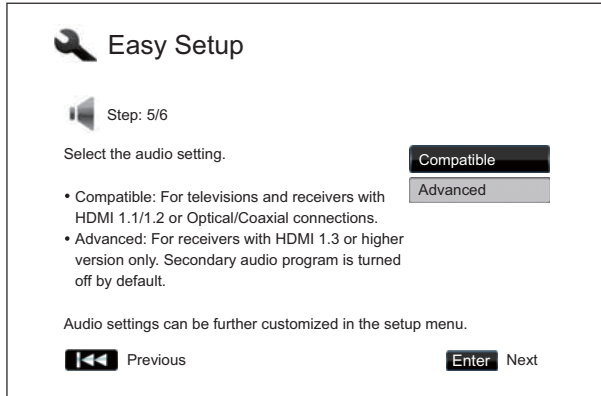 Easy Setup
Step: 5/6
Select the audio setting.
Compatible
Advanced
• Compatible: For televisions and receivers with
HDMI 1.1/1.2 or Optical/Coaxial connections.
• Advanced: For receivers with HDMI 1.3 or higher
version only. Secondary audio program is turned
off by default.
Audio settings can be further customized in the setup menu.
Previous
Enter Next